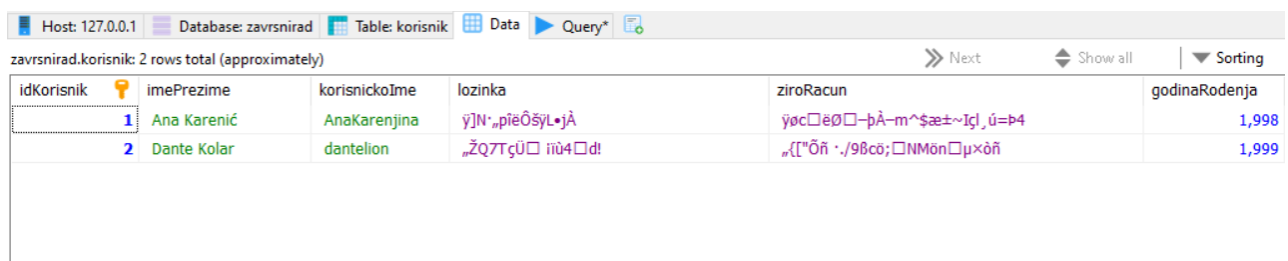 Host: 127.0.0.1 Database: zavrsnirad Table: korisnik Data Query*
zavrsnirad.korisnik: 2 rows total (approximately) Next Show all Sorting
idKorisnik imePrezime korisnickoIme lozinka ziroRacun godinaRodenja
1 Ana Karenić AnaKarenjina 1,998
2 Dante Kolar dantelion 1,999